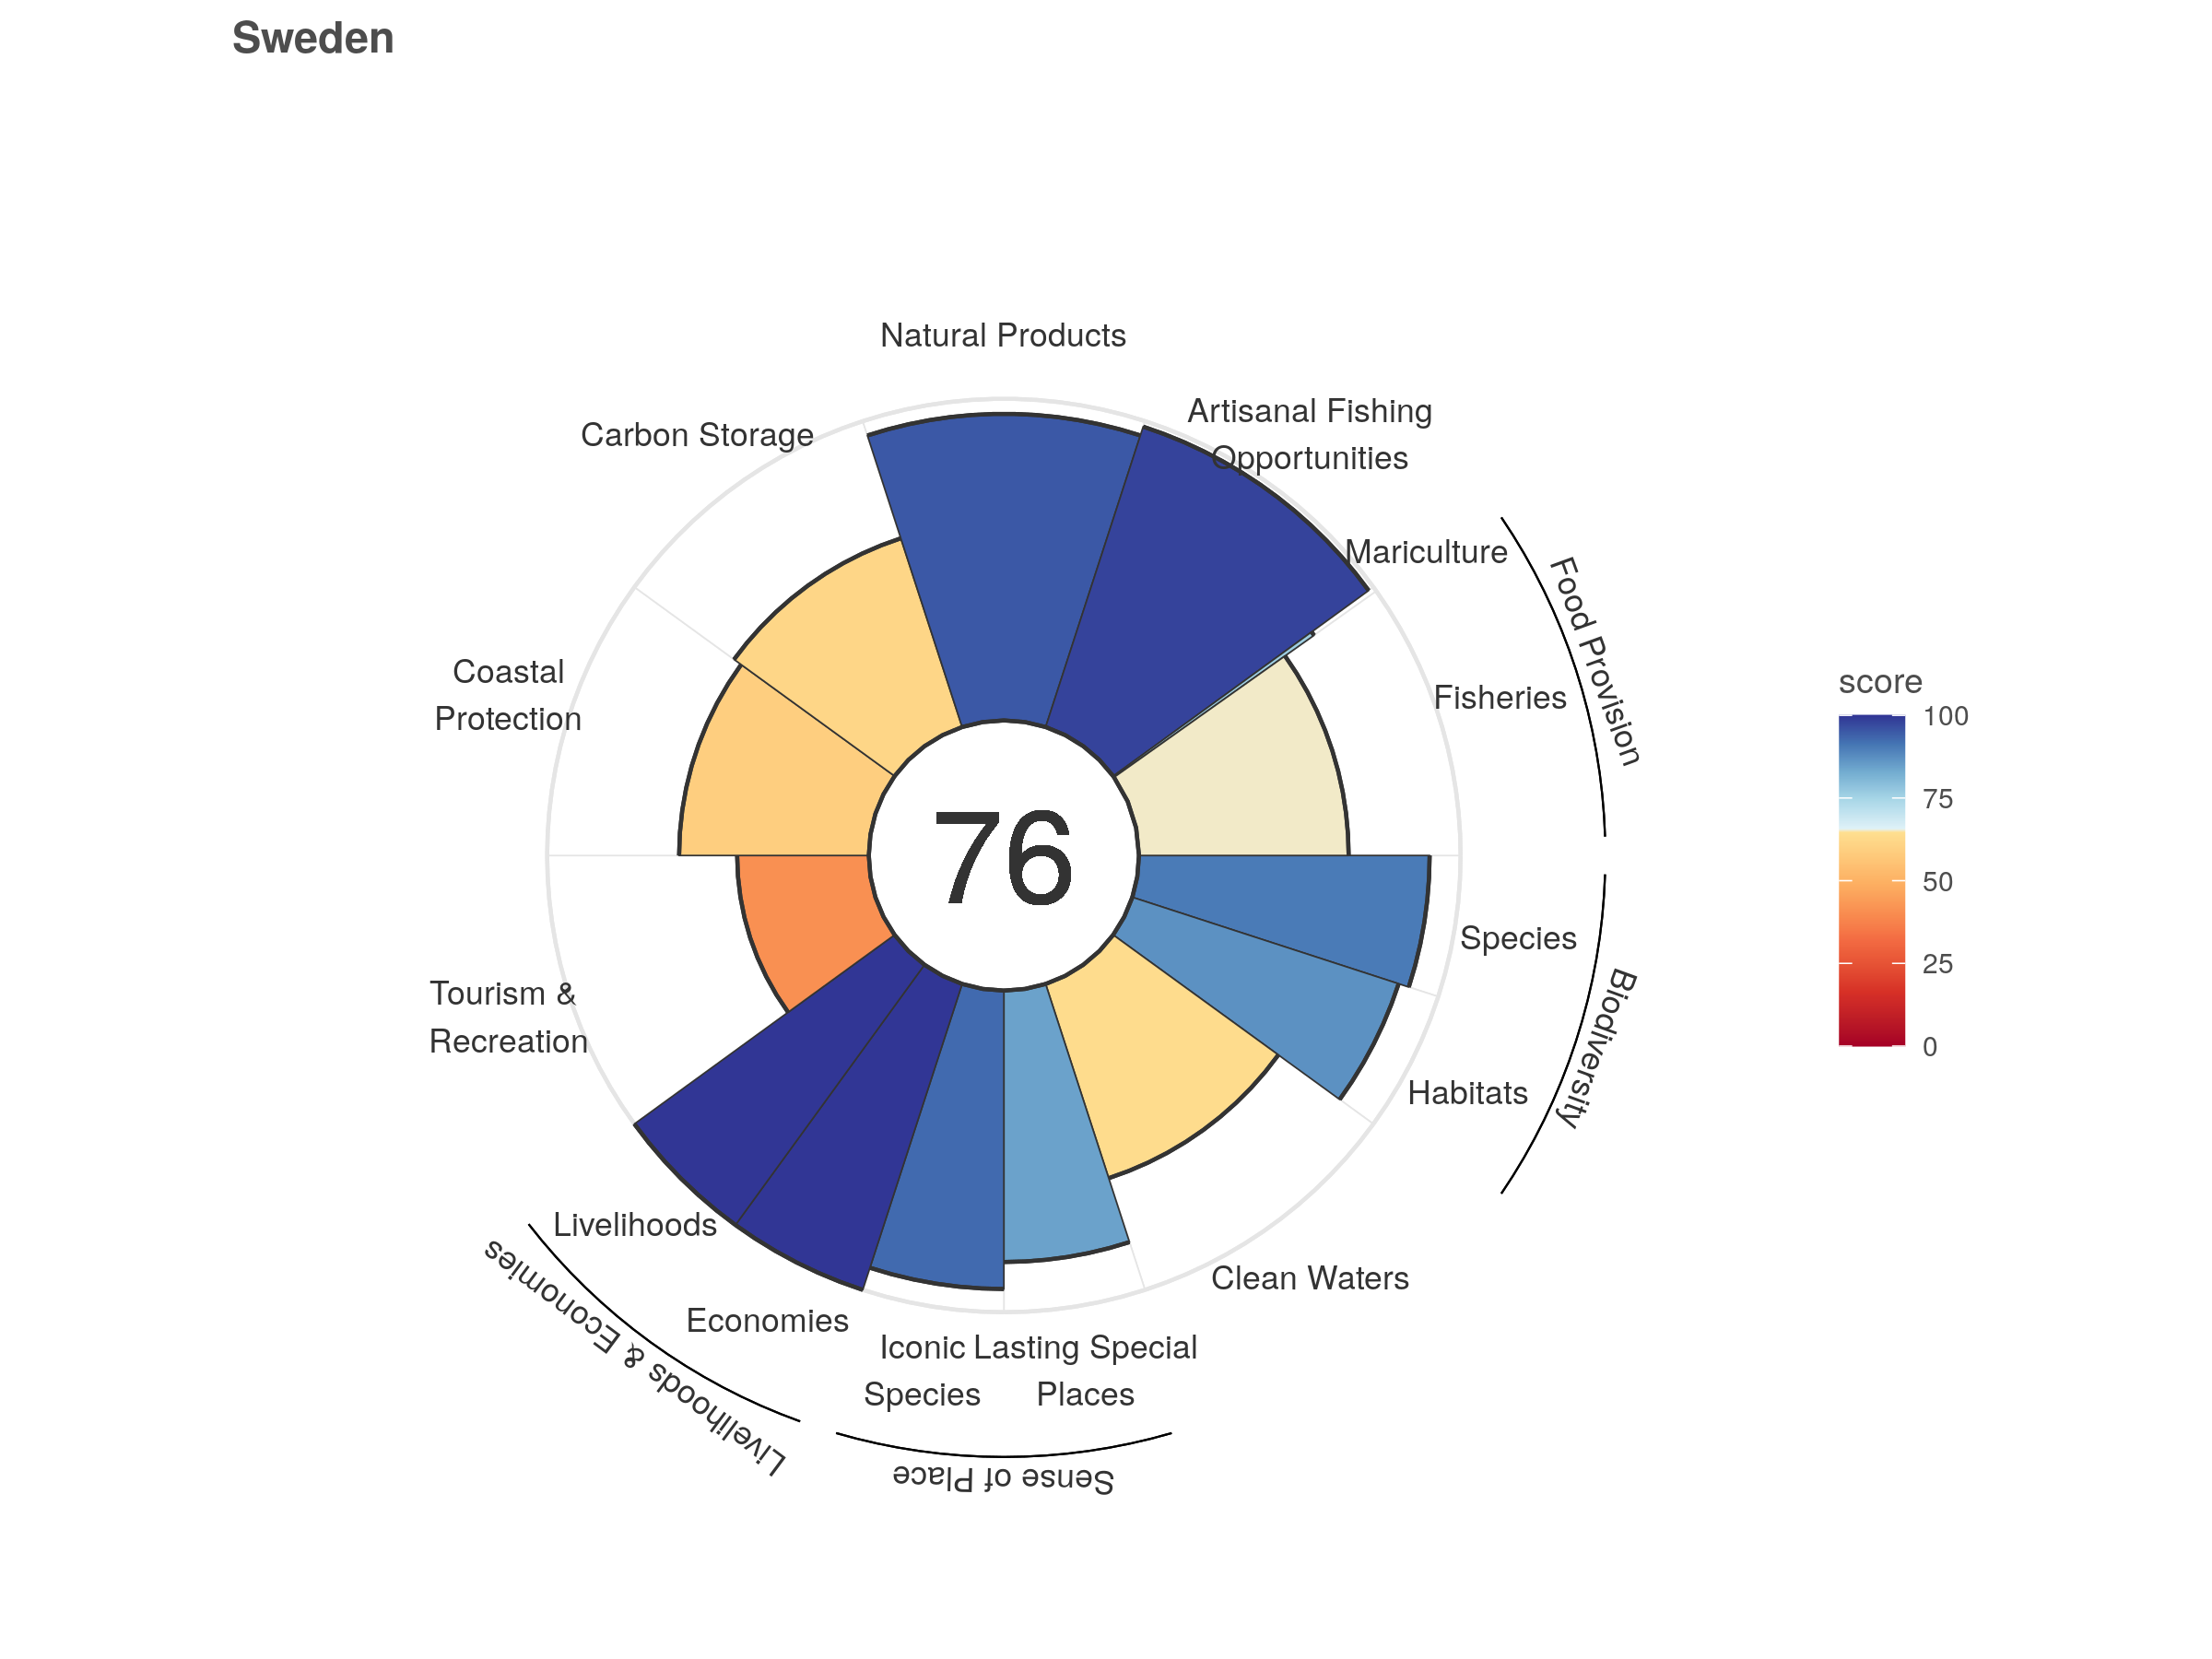 Sweden
Natural Products
Artisanal Fishing
Opportunities
Carbon Storage
Mariculture
Food Provision
Fisheries
Coastal
Protection
76
Species
Biodiversity
Habitats
Tourism &
Recreation
Livelihoods
Clean Waters
Economies
Livelihoods & Economies
Iconic
Species
Lasting Special
Places
Sense of Place
score
100
75
50
25
0